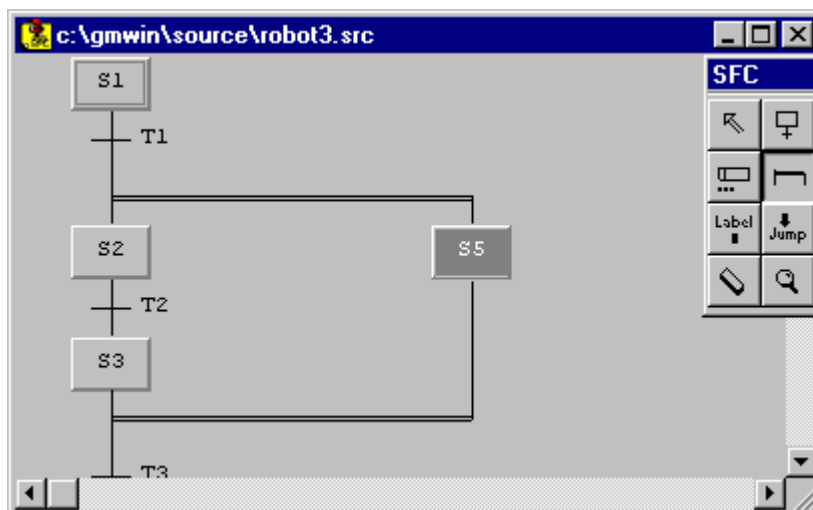 c:\gmwin\source\robot3.src
SFC
S1
T1
Label
Jump
S2
S5
T2
S3
T3